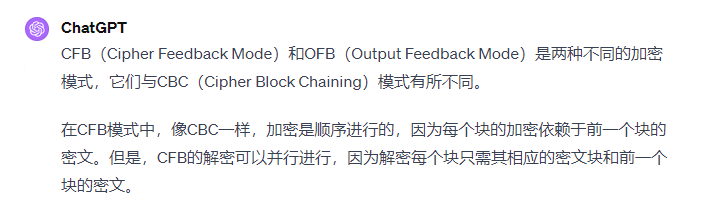 ChatGPT
CFB（Cipher Feedback Mode）和OFB（Output Feedback Mode）是两种不同的加密
模式，它们与CBC（Cipher Block Chaining）模式有所不同。
在CFB模式中，像CBC一样，加密是顺序进行的，因为每个块的加密依赖于前一个块的
密文。但是，CFB的解密可以并行进行，因为解密每个块只需其相应的密文块和前一个
块的密文。